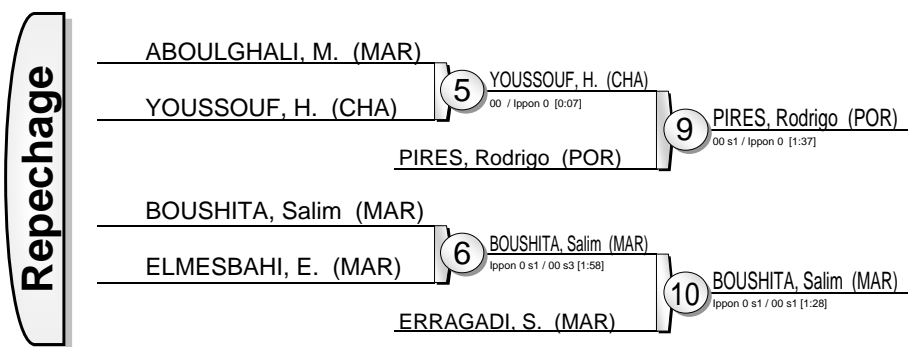 Repechage
ABOULGHALI, M. (MAR)
YOUSSOUF, H. (CHA)
5
YOUSSOUF, H. (CHA)
00 / Ippon 0 [0:07]
PIRES, Rodrigo (POR)
9
PIRES, Rodrigo (POR)
00 s1 / Ippon 0 [1:37]
BOUSHITA, Salim (MAR)
ELMESBAHI, E. (MAR)
6
BOUSHITA, Salim (MAR)
Ippon 0 s1 / 00 s3 [1:58]
ERRAGADI, S. (MAR)
10
BOUSHITA, Salim (MAR)
Ippon 0 s1 / 00 s1 [1:28]